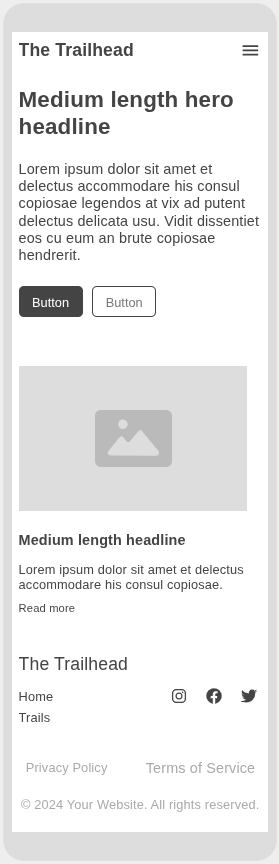 The Trailhead
Medium length hero
headline
Lorem ipsum dolor sit amet et
delectus accommodare his consul
copiosae legendos at vix ad putent
delectus delicata usu. Vidit dissentiet
eos cu eum an brute copiosae
hendrerit.
Button Button
Medium length headline
Lorem ipsum dolor sit amet et delectus
accommodare his consul copiosae.
Read more
The Trailhead
Home
Trails
Privacy Policy Terms of Service
© 2024 Your Website. All rights reserved.